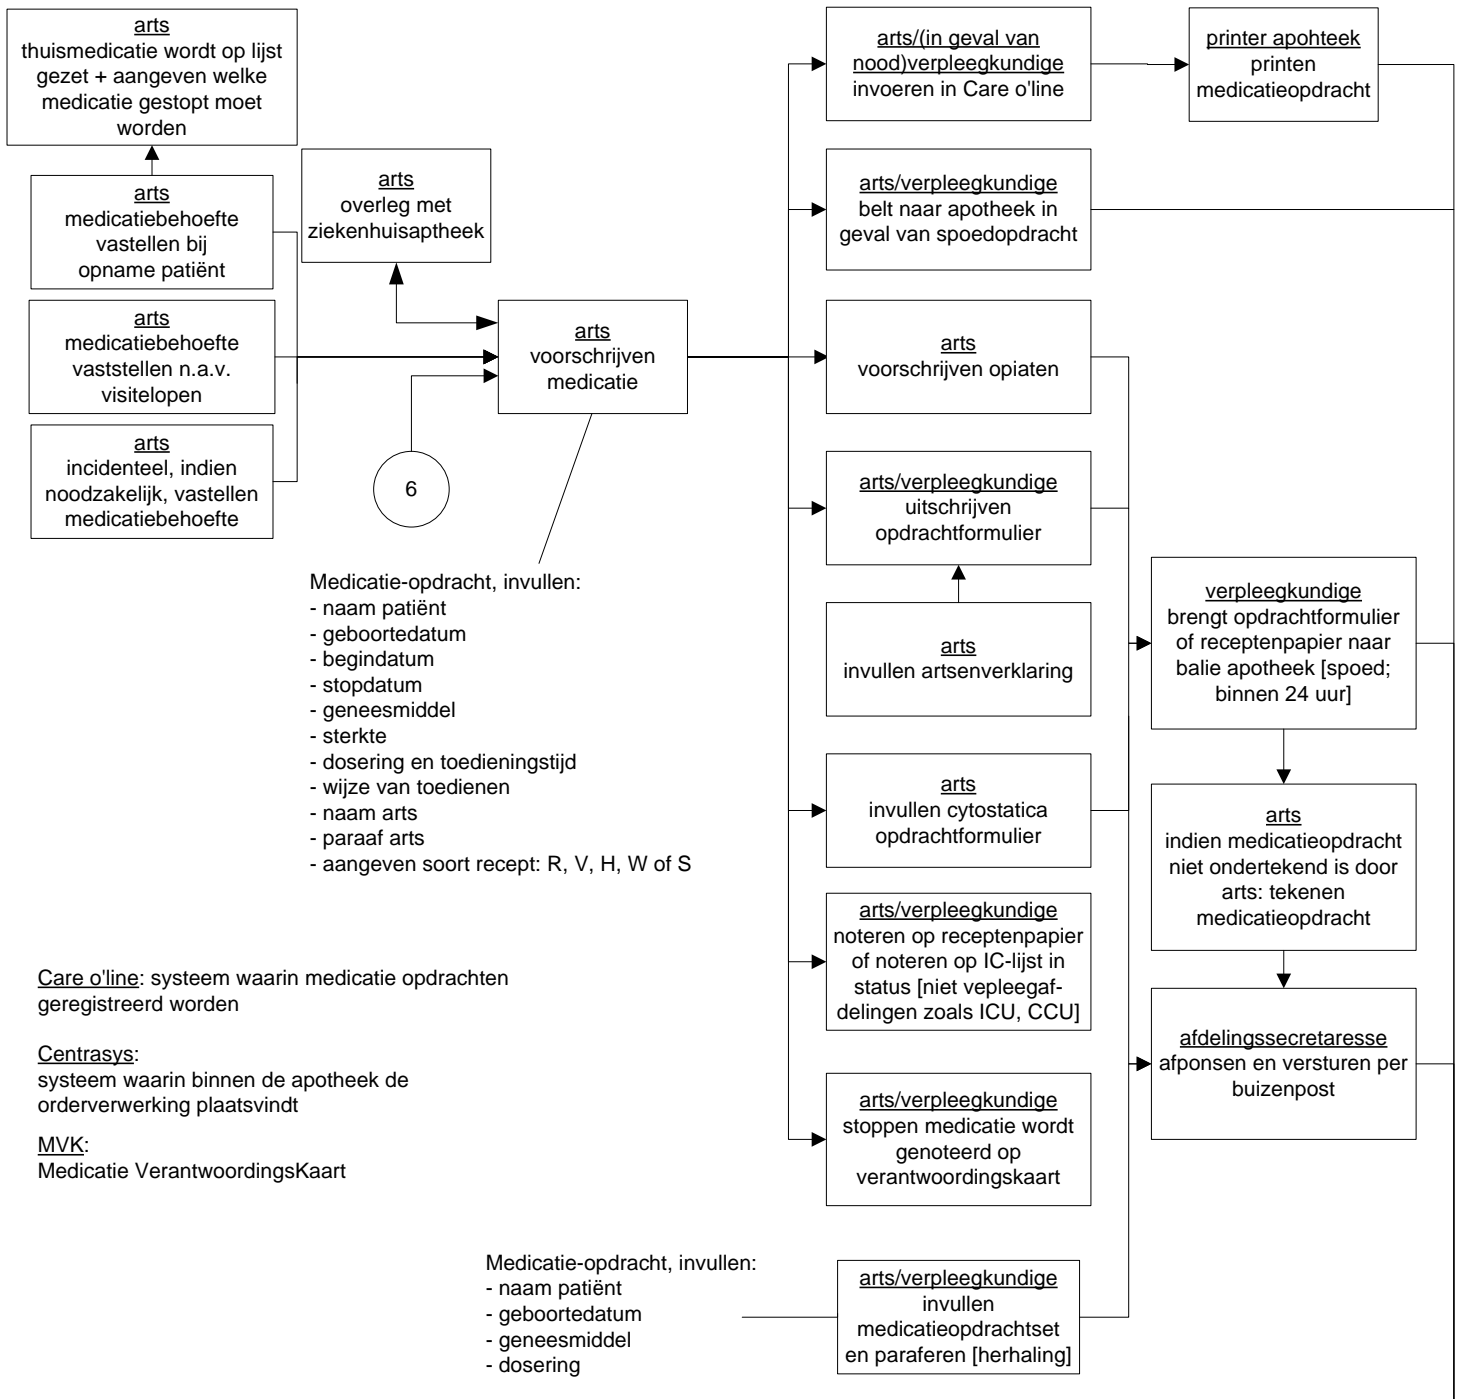 arts
thuismedicatie wordt op lijst
gezet + aangeven welke
medicatie gestopt moet
worden
arts
medicatiebehoefte
vastellen bij
opname patiënt
arts
medicatiebehoefte
vaststellen n.a.v.
visitelopen
arts
incidenteel, indien
noodzakelijk, vastellen
medicatiebehoefte
arts
overleg met
ziekenhuisaptheek
6
arts
voorschrijven
medicatie
Medicatie-opdracht, invullen:
- naam patiënt
- geboortedatum
- begindatum
- stopdatum
- geneesmiddel
- sterkte
- dosering en toedieningstijd
- wijze van toedienen
- naam arts
- paraaf arts
- aangeven soort recept: R, V, H, W of S
arts/(in geval van
nood)verpleegkundige
invoeren in Care o'line
printer apohteek
printen
medicatieopdracht
arts/verpleegkundige
belt naar apotheek in
geval van spoedopdracht
arts
voorschrijven opiaten
arts/verpleegkundige
uitschrijven
opdrachtformulier
arts
invullen artsenverklaring
arts
invullen cytostatica
opdrachtformulier
arts/verpleegkundige
noteren op receptenpapier
of noteren op IC-lijst in
status [niet vepleegaf-
delingen zoals ICU, CCU]
arts/verpleegkundige
stoppen medicatie wordt
genoteerd op
verantwoordingskaart
verpleegkundige
brengt opdrachtformulier
of receptenpapier naar
balie apotheek [spoed;
binnen 24 uur]
arts
indien medicatieopdracht
niet ondertekend is door
arts: tekenen
medicatieopdracht
afdelingssecretaresse
afponsen en versturen per
buizenpost
Care o'line: systeem waarin medicatie opdrachten
geregistreerd worden
Centrasys:
systeem waarin binnen de apotheek de
orderverwerking plaatsvindt
MVK:
Medicatie VerantwoordingsKaart
Medicatie-opdracht, invullen:
- naam patiënt
- geboortedatum
- geneesmiddel
- dosering
arts/verpleegkundige
invullen
medicatieopdrachtset
en paraferen [herhaling]